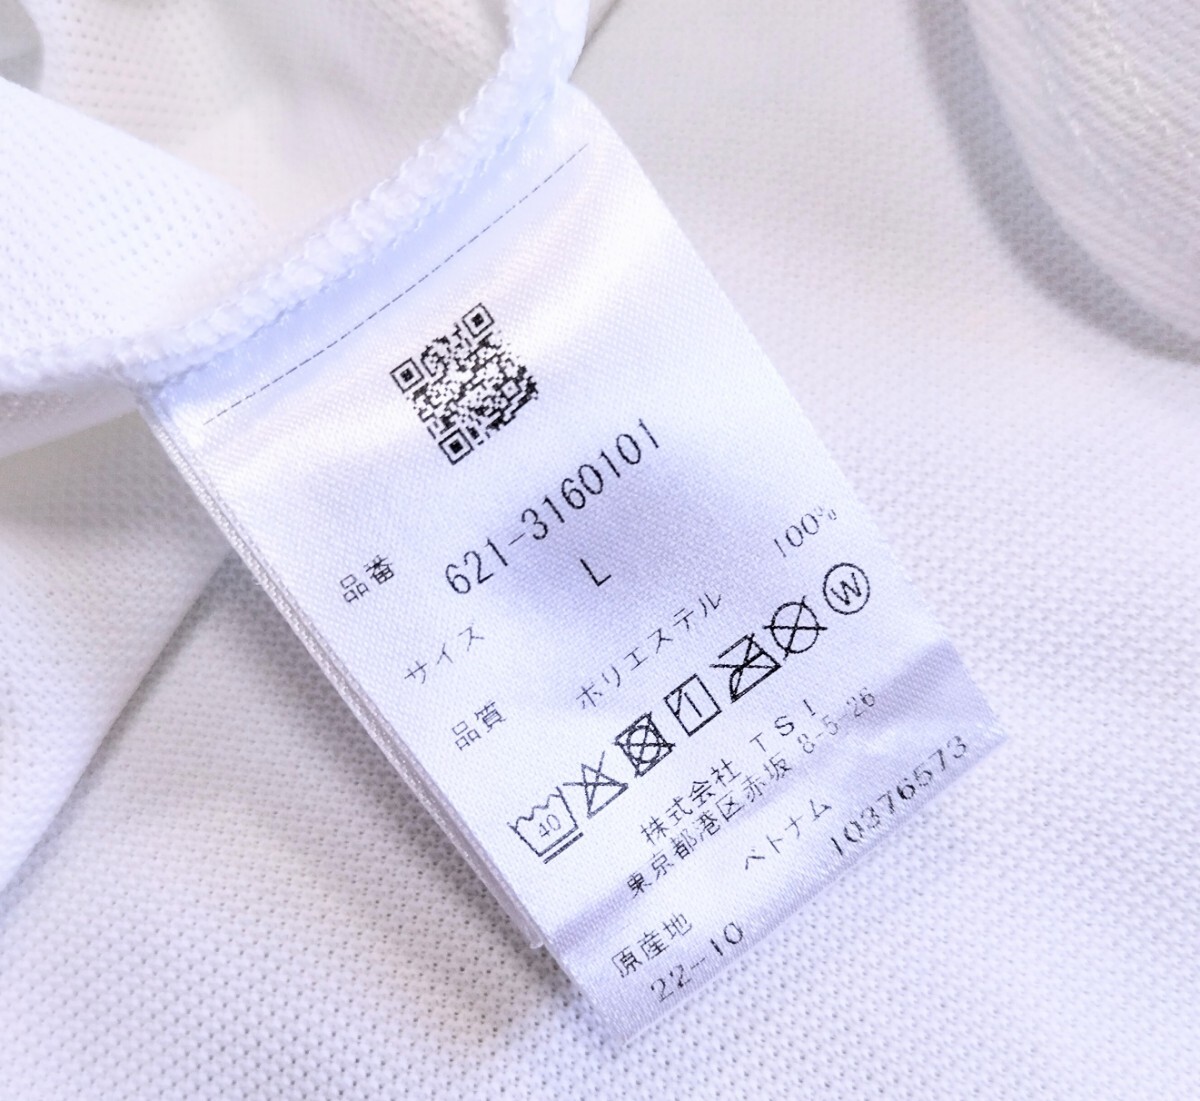 品番 621-3160101
サイズ L
品質 ポリエステル 100%
40 W
株式会社 TSI
東京都港区赤坂 8-5-26
原産地 ベトナム
22-10 10376573